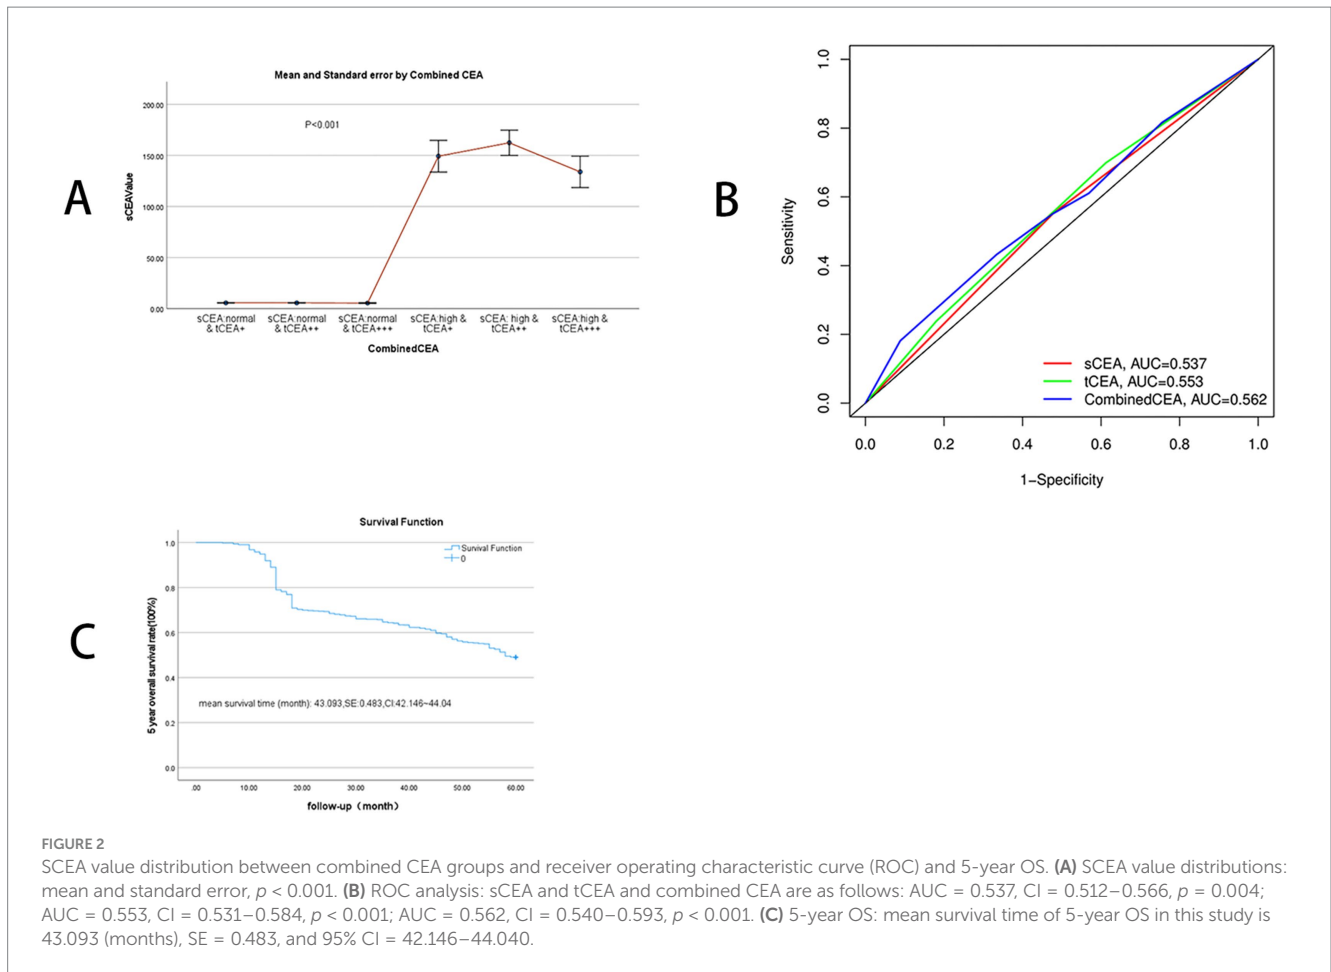 A
Mean and Standard error by Combined CEA
P<0.001
sCEAValue
200.00
150.00
100.00
50.00
0.00
sCEA:normal & tCEA+
sCEA:normal & tCEA++
sCEA:normal & tCEA+++
sCEA:high & tCEA+
sCEA: high & tCEA++
sCEA:high & tCEA+++
CombinedCEA
B
Sensitivity
1.0
0.8
0.6
0.4
0.2
0.0
sCEA, AUC=0.537
tCEA, AUC=0.553
CombinedCEA, AUC=0.562
0.0 0.2 0.4 0.6 0.8 1.0
1−Specificity
C
Survival Function
Survival Function
0
5 year overall survival rate(100%)
1.0
0.8
0.6
0.4
0.2
0.0
mean survival time (month): 43.093,SE:0.483,CI:42.146~44.04
.00 10.00 20.00 30.00 40.00 50.00 60.00
follow-up（month）
FIGURE 2
SCEA value distribution between combined CEA groups and receiver operating characteristic curve (ROC) and 5-year OS. (A) SCEA value distributions:
mean and standard error, p < 0.001. (B) ROC analysis: sCEA and tCEA and combined CEA are as follows: AUC = 0.537, CI = 0.512–0.566, p = 0.004;
AUC = 0.553, CI = 0.531–0.584, p < 0.001; AUC = 0.562, CI = 0.540–0.593, p < 0.001. (C) 5-year OS: mean survival time of 5-year OS in this study is
43.093 (months), SE = 0.483, and 95% CI = 42.146–44.040.